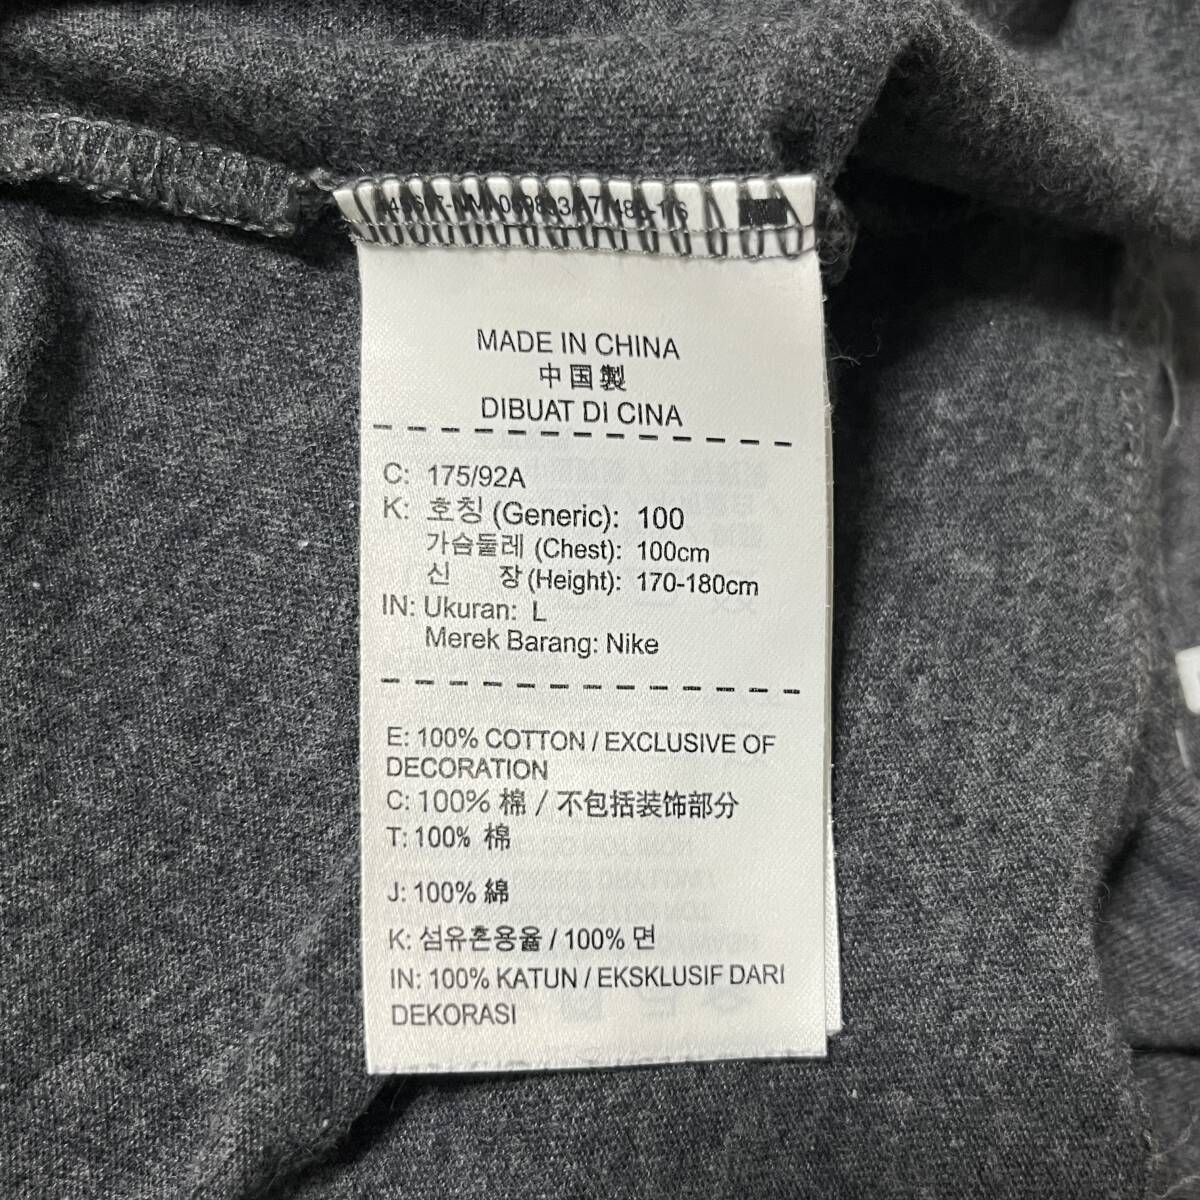 MADE IN CHINA
中国製
DIBUAT DI CINA
C: 175/92A
K: 호칭 (Generic): 100
가슴둘레 (Chest): 100cm
신 장 (Height): 170-180cm
IN: Ukuran: L
Merek Barang: Nike
E: 100% COTTON / EXCLUSIVE OF
DECORATION
C: 100% 棉 / 不包括装饰部分
T: 100% 棉
J: 100% 綿
K: 섬유혼용율 / 100% 면
IN: 100% KATUN / EKSKLUSIF DARI
DEKORASI